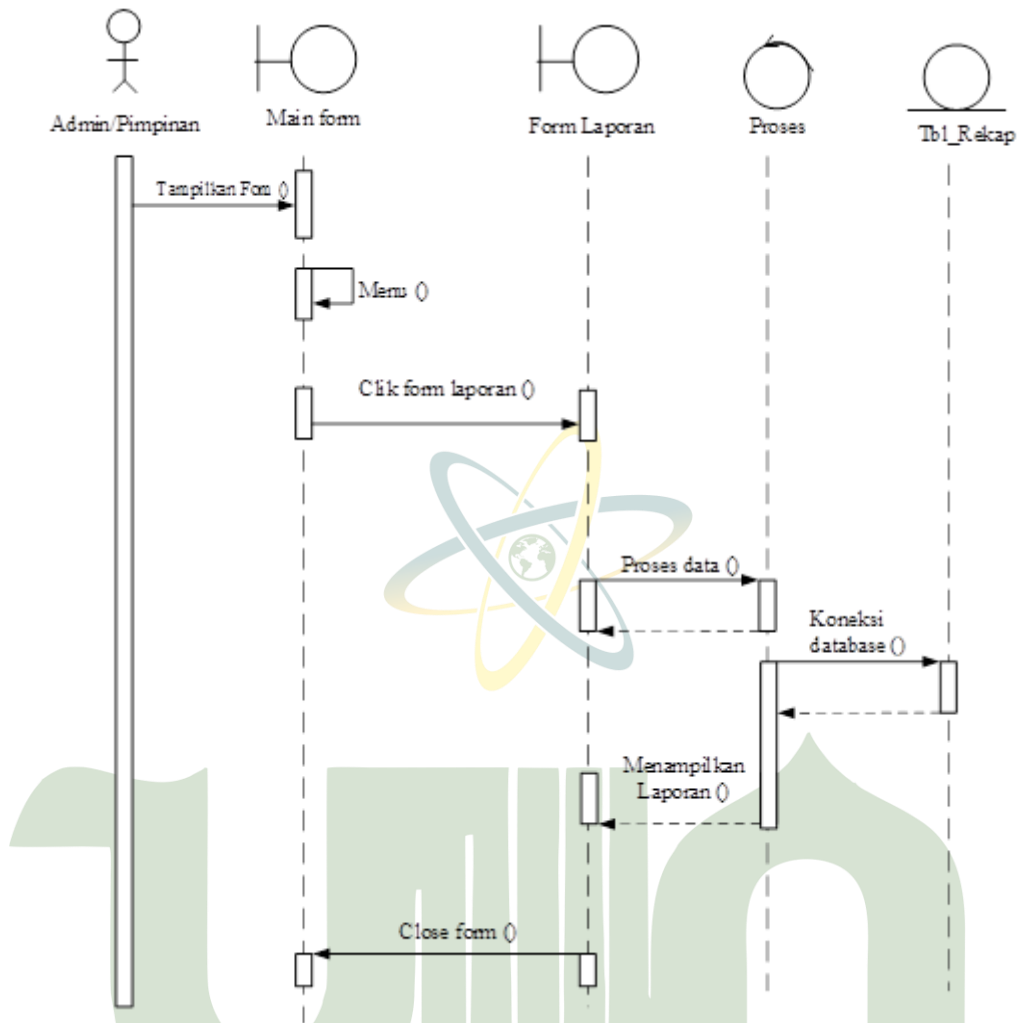 Admin/Pimpinan
Main form
Form Laporan
Proses
Tbl_Rekap
Tampilkan Fom ()
Menu ()
Clik form laporan ()
Proses data ()
Koneksi
database ()
Menampilkan
Laporan ()
Close form ()